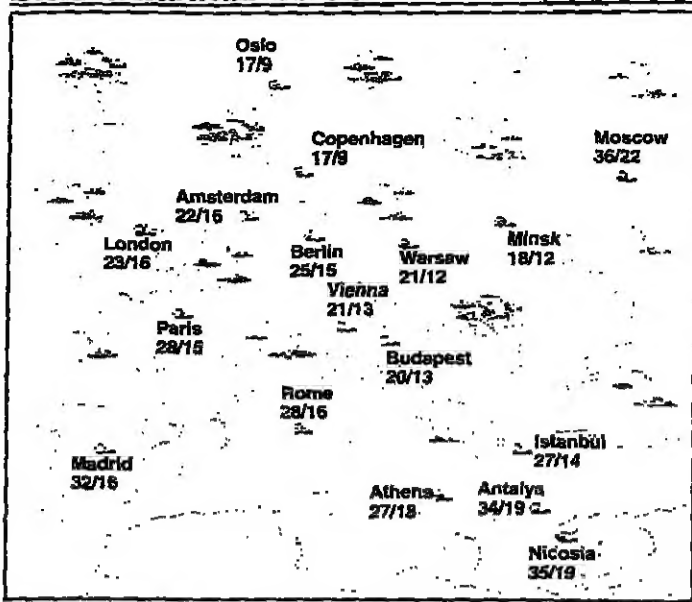 Oslo
17/9
Copenhagen
17/9
Moscow
36/22
Amsterdam
22/16
London
23/16
Berlin
25/15
Warsaw
21/12
Minsk
18/12
Vienna
21/13
Paris
28/15
Budapest
20/13
Rome
28/16
Madrid
32/16
Istanbul
27/14
Athens
27/18
Antalya
34/19
Nicosia
35/19